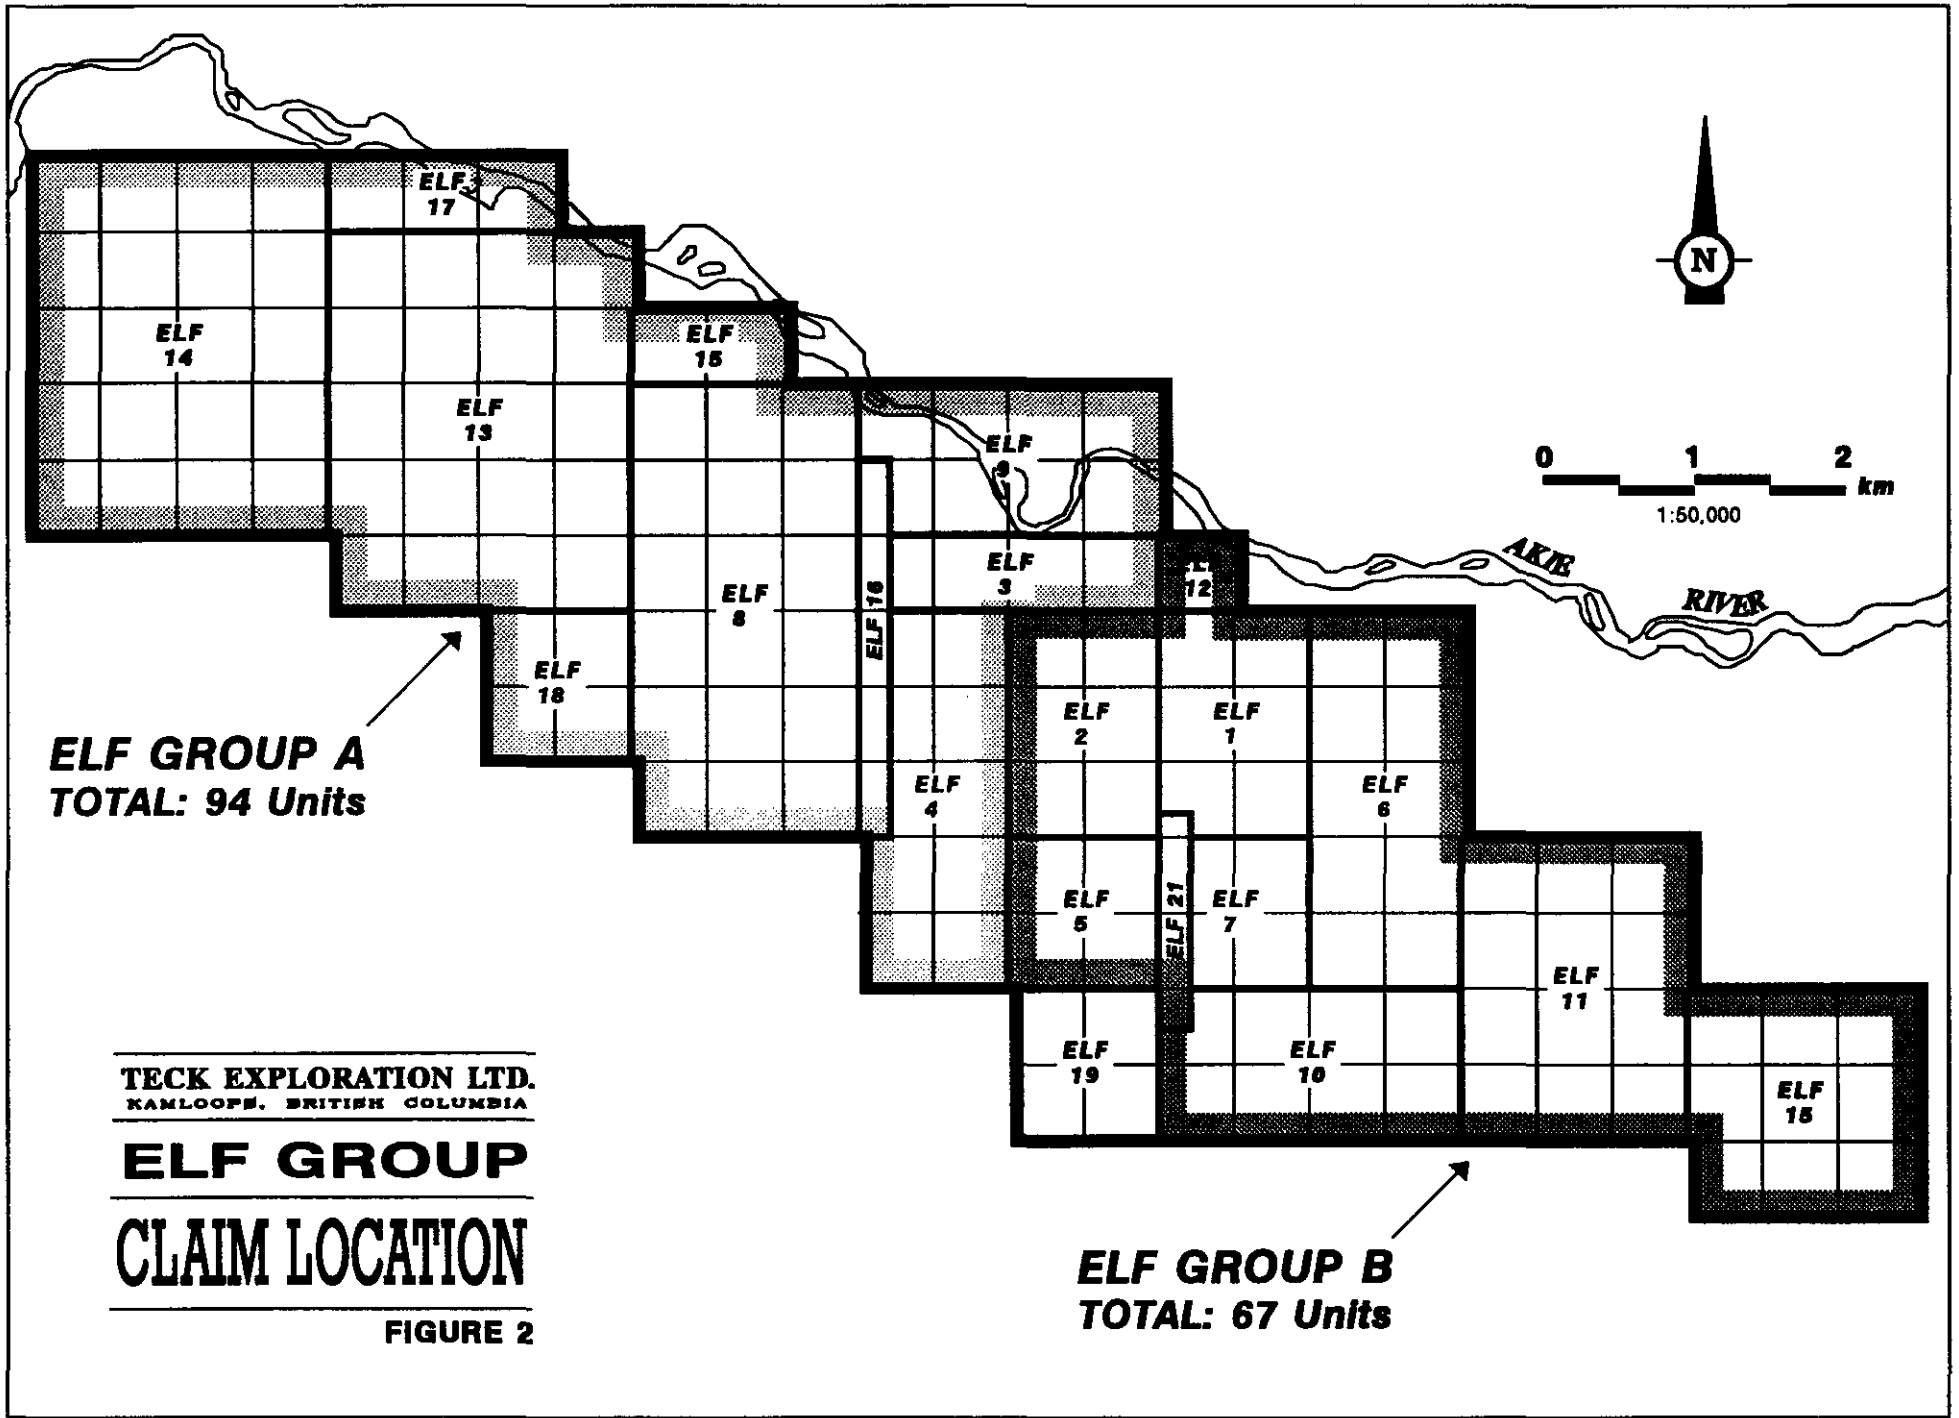 ELF
17
N
ELF
14
ELF
15
ELF
13
ELF
9
0 1 2
km
1:50,000
AKIE
RIVER
ELF
3
12
ELF
8
ELF 16
ELF
18
ELF
2
ELF
1
ELF GROUP A
TOTAL: 94 Units
ELF
4
ELF
6
ELF
5
ELF 21
ELF
7
ELF
11
ELF
19
ELF
10
ELF
15
TECK EXPLORATION LTD.
KAMLOOPS, BRITISH COLUMBIA
ELF GROUP
CLAIM LOCATION
FIGURE 2
ELF GROUP B
TOTAL: 67 Units